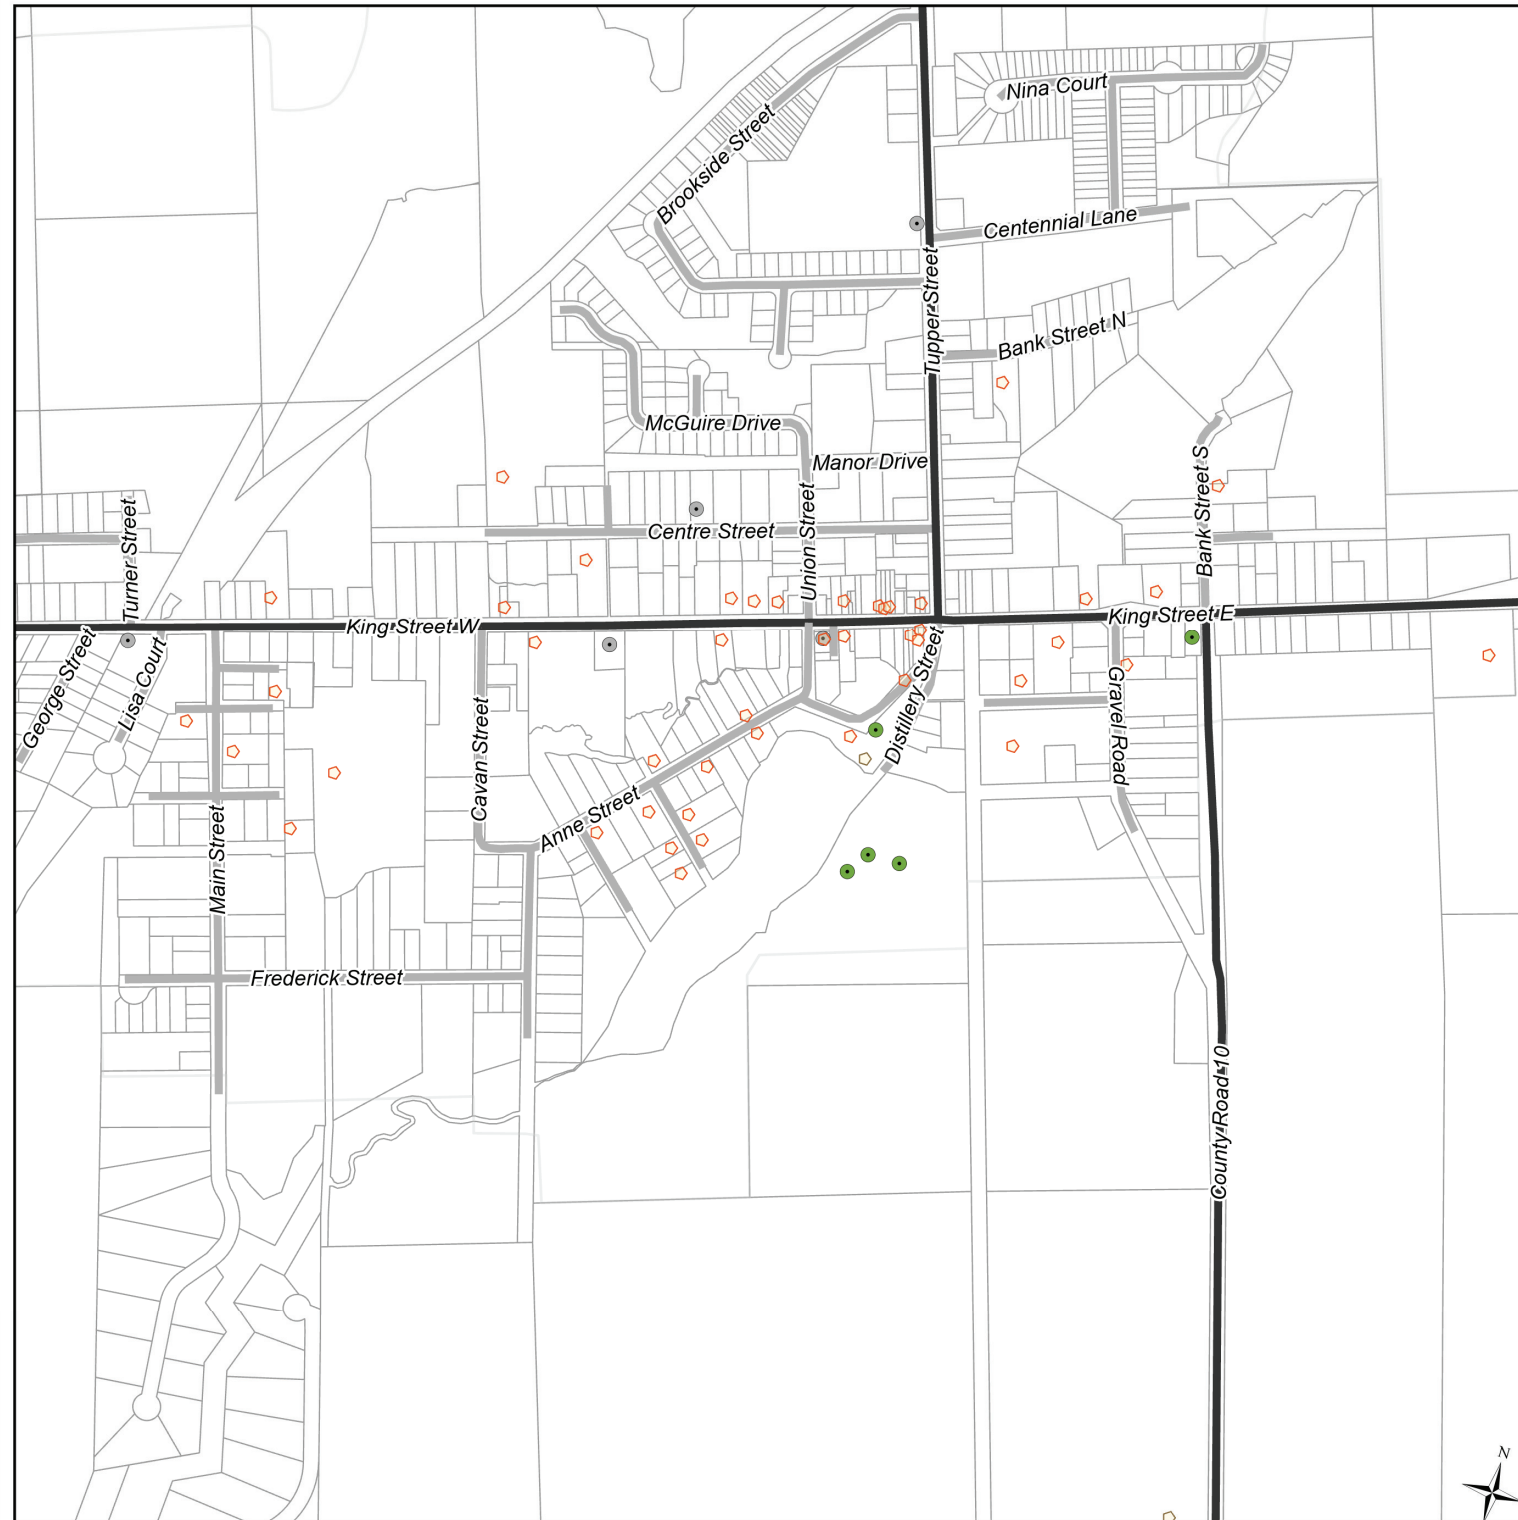 Nina Court
Brookside Street
Centennial Lane
Tupper Street
Bank Street N
McGuire Drive
Manor Drive
Bank Street S
Union Street
Centre Street
Turner Street
King Street E
King Street W
George Street
Lisa Court
Distillery Street
Gravel Road
Cavan Street
Anne Street
Main Street
Frederick Street
County Road 10
N